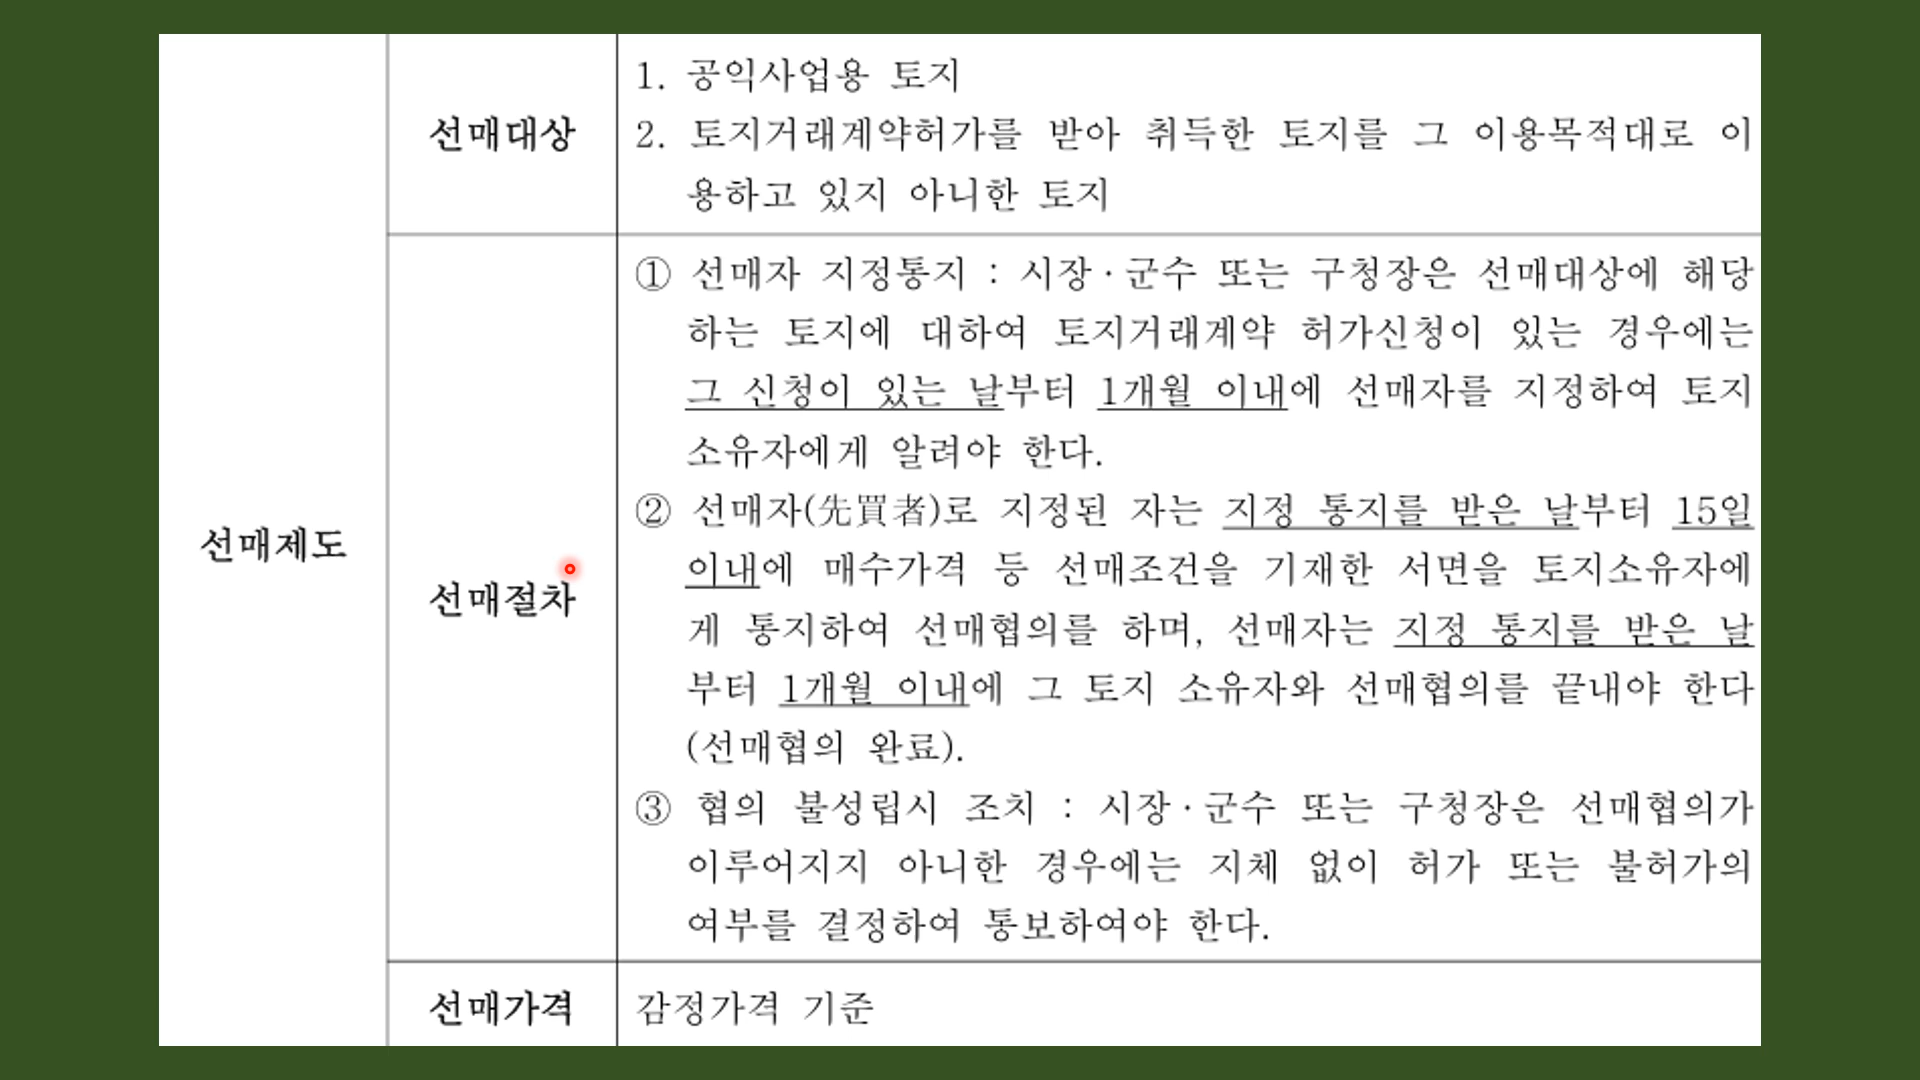 선매제도
선매대상
1. 공익사업용 토지
2. 토지거래계약허가를 받아 취득한 토지를 그 이용목적대로 이
용하고 있지 아니한 토지
선매절차
① 선매자 지정통지 : 시장·군수 또는 구청장은 선매대상에 해당
하는 토지에 대하여 토지거래계약 허가신청이 있는 경우에는
그 신청이 있는 날부터 1개월 이내에 선매자를 지정하여 토지
소유자에게 알려야 한다.
② 선매자(先買者)로 지정된 자는 지정 통지를 받은 날부터 15일
이내에 매수가격 등 선매조건을 기재한 서면을 토지소유자에
게 통지하여 선매협의를 하며, 선매자는 지정 통지를 받은 날
부터 1개월 이내에 그 토지 소유자와 선매협의를 끝내야 한다
(선매협의 완료).
③ 협의 불성립시 조치 : 시장·군수 또는 구청장은 선매협의가
이루어지지 아니한 경우에는 지체 없이 허가 또는 불허가의
여부를 결정하여 통보하여야 한다.
선매가격
감정가격 기준